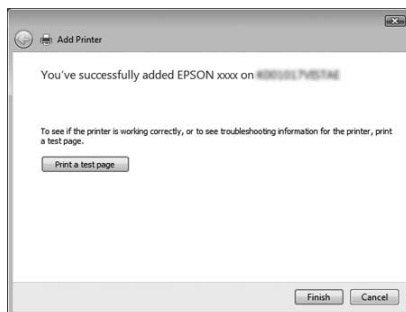 Add Printer
You've successfully added EPSON xxxx on
To see if the printer is working correctly, or to see troubleshooting information for the printer, print
a test page.
Print a test page
Finish
Cancel